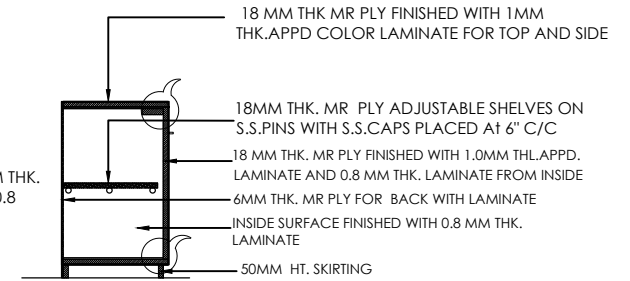 18 MM THK MR PLY FINISHED WITH 1MM
THK.APPD COLOR LAMINATE FOR TOP AND SIDE
18MM THK. MR PLY ADJUSTABLE SHELVES ON
S.S.PINS WITH S.S.CAPS PLACED At 6" C/C
18 MM THK. MR PLY FINISHED WITH 1.0MM THL.APPD.
LAMINATE AND 0.8 MM THK. LAMINATE FROM INSIDE
THK.
0.8
6MM THK. MR PLY FOR BACK WITH LAMINATE
INSIDE SURFACE FINISHED WITH 0.8 MM THK.
LAMINATE
50MM HT. SKIRTING